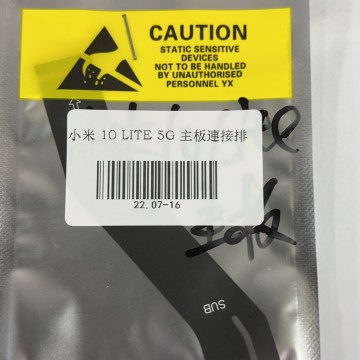 CAUTION
STATIC SENSITIVE
DEVICES
NOT TO BE HANDLED
BY UNAUTHORISED
PERSONNEL YX
小米 10 LITE 5G 主板連接排
22.07-16
SUB